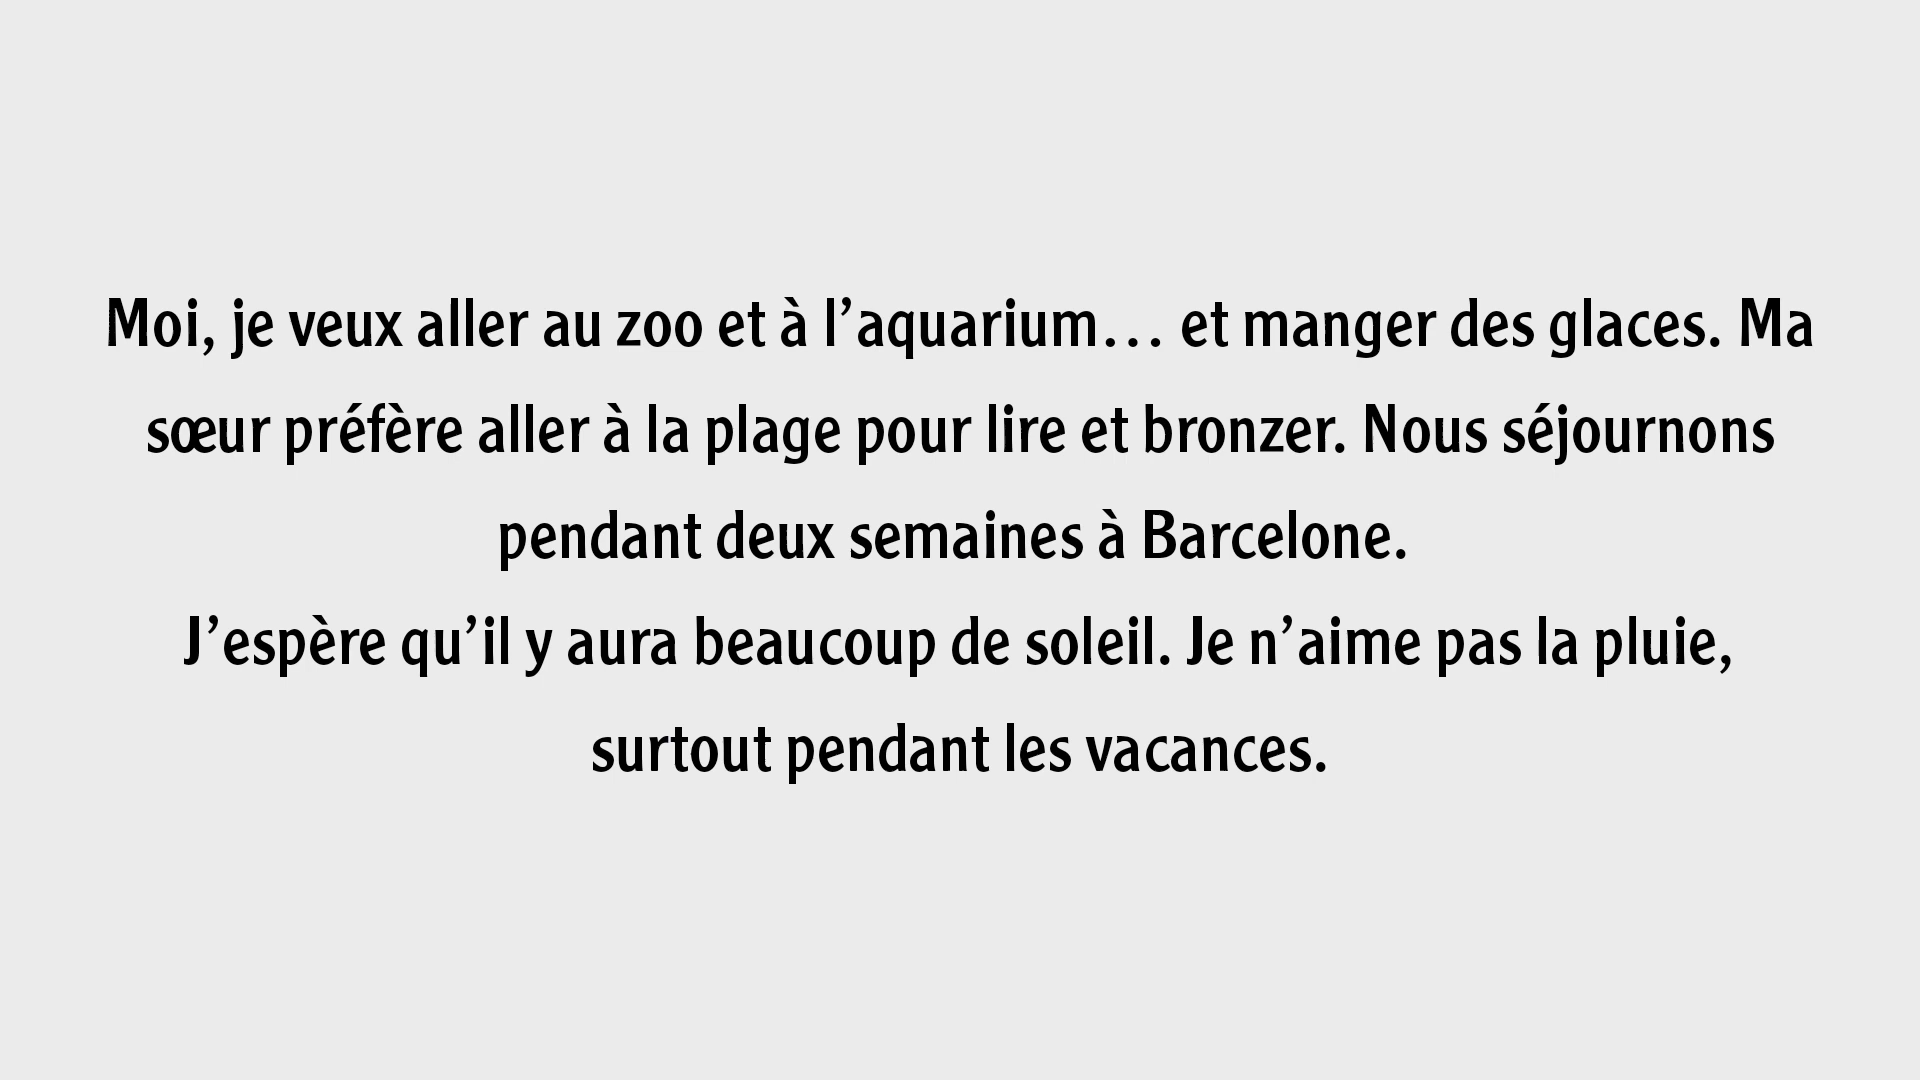 Moi, je veux aller au zoo et à l’aquarium… et manger des glaces. Ma
sœur préfère aller à la plage pour lire et bronzer. Nous séjournons
pendant deux semaines à Barcelone.
J’espère qu’il y aura beaucoup de soleil. Je n’aime pas la pluie,
surtout pendant les vacances.